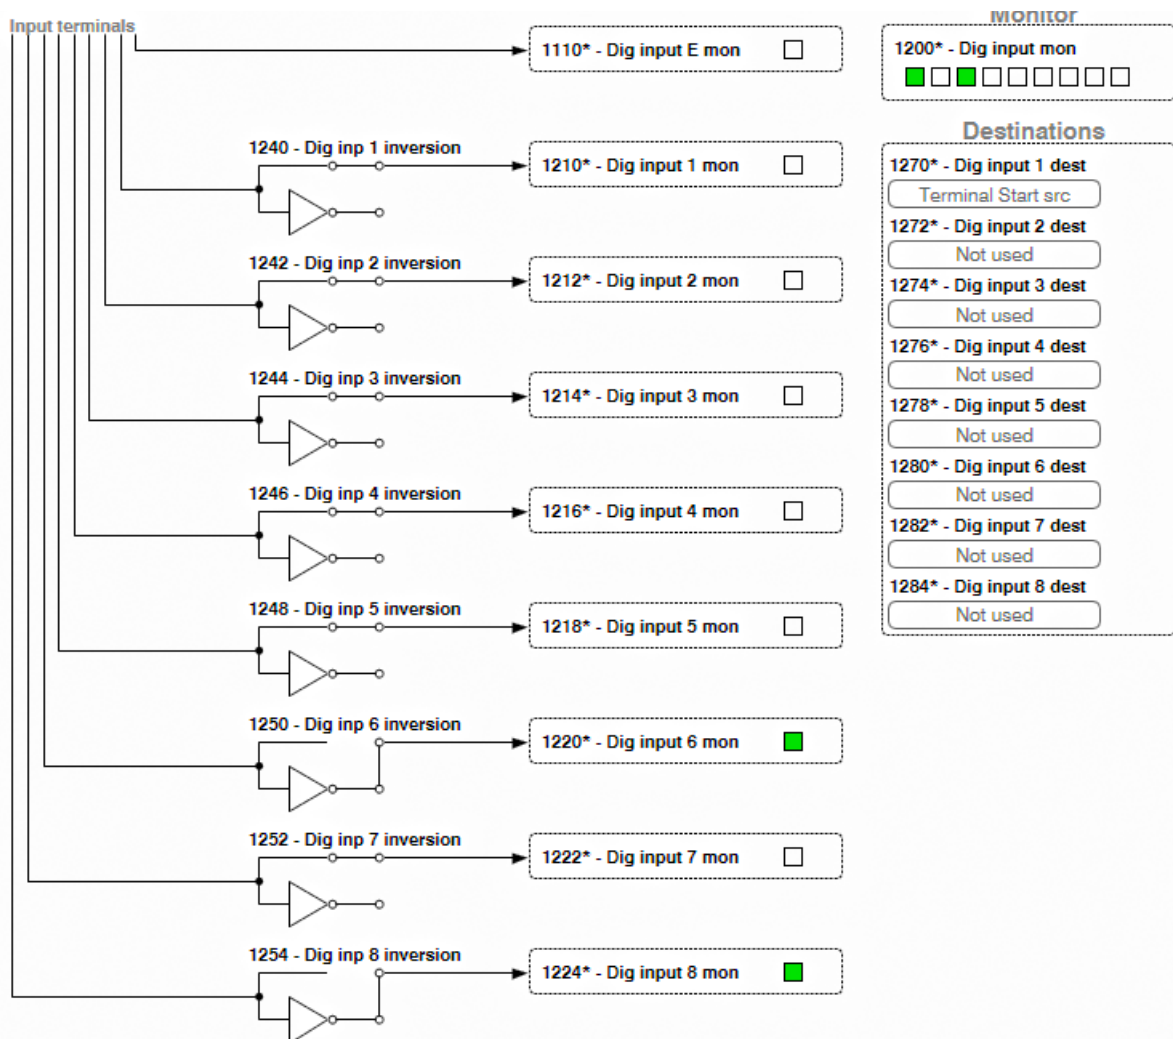 Input terminals
1110* - Dig input E mon
1240 - Dig inp 1 inversion
1210* - Dig input 1 mon
1242 - Dig inp 2 inversion
1212* - Dig input 2 mon
1244 - Dig inp 3 inversion
1214* - Dig input 3 mon
1246 - Dig inp 4 inversion
1216* - Dig input 4 mon
1248 - Dig inp 5 inversion
1218* - Dig input 5 mon
1250 - Dig inp 6 inversion
1220* - Dig input 6 mon
1252 - Dig inp 7 inversion
1222* - Dig input 7 mon
1254 - Dig inp 8 inversion
1224* - Dig input 8 mon
Monitor
1200* - Dig input mon
Destinations
1270* - Dig input 1 dest
Terminal Start src
1272* - Dig input 2 dest
Not used
1274* - Dig input 3 dest
Not used
1276* - Dig input 4 dest
Not used
1278* - Dig input 5 dest
Not used
1280* - Dig input 6 dest
Not used
1282* - Dig input 7 dest
Not used
1284* - Dig input 8 dest
Not used